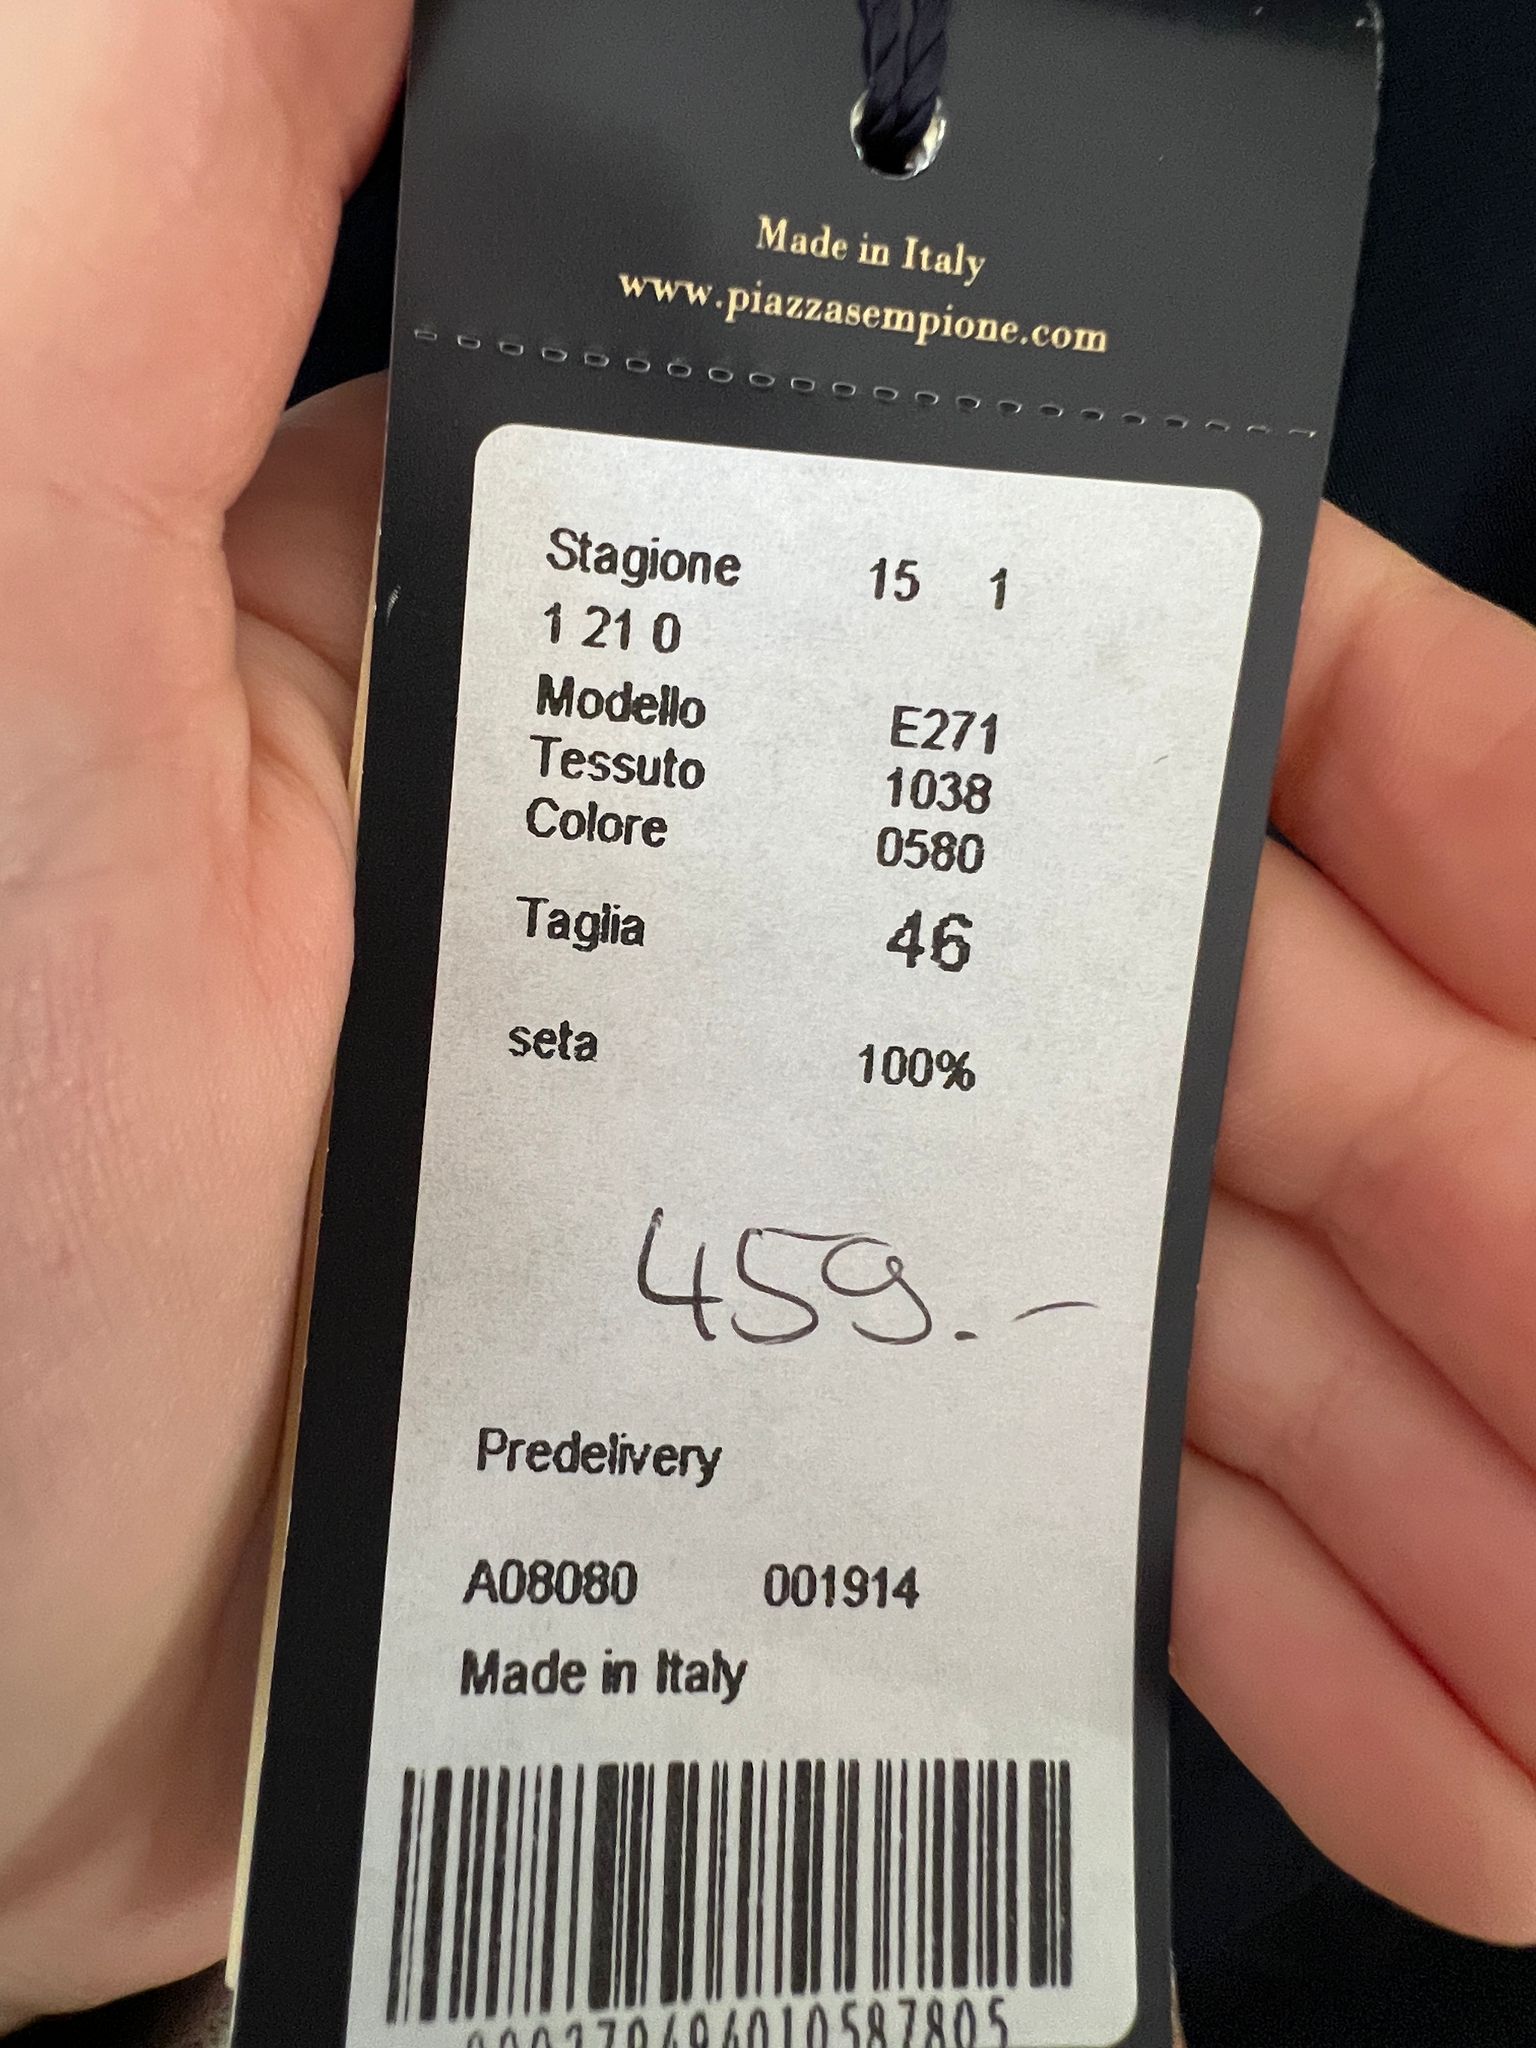 Made in Italy
www.piazzasempione.com
Stagione 15 1
1 21 0
Modello E271
Tessuto 1038
Colore 0580
Taglia 46
seta 100%
459.-
Predelivery
A08080 001914
Made in Italy